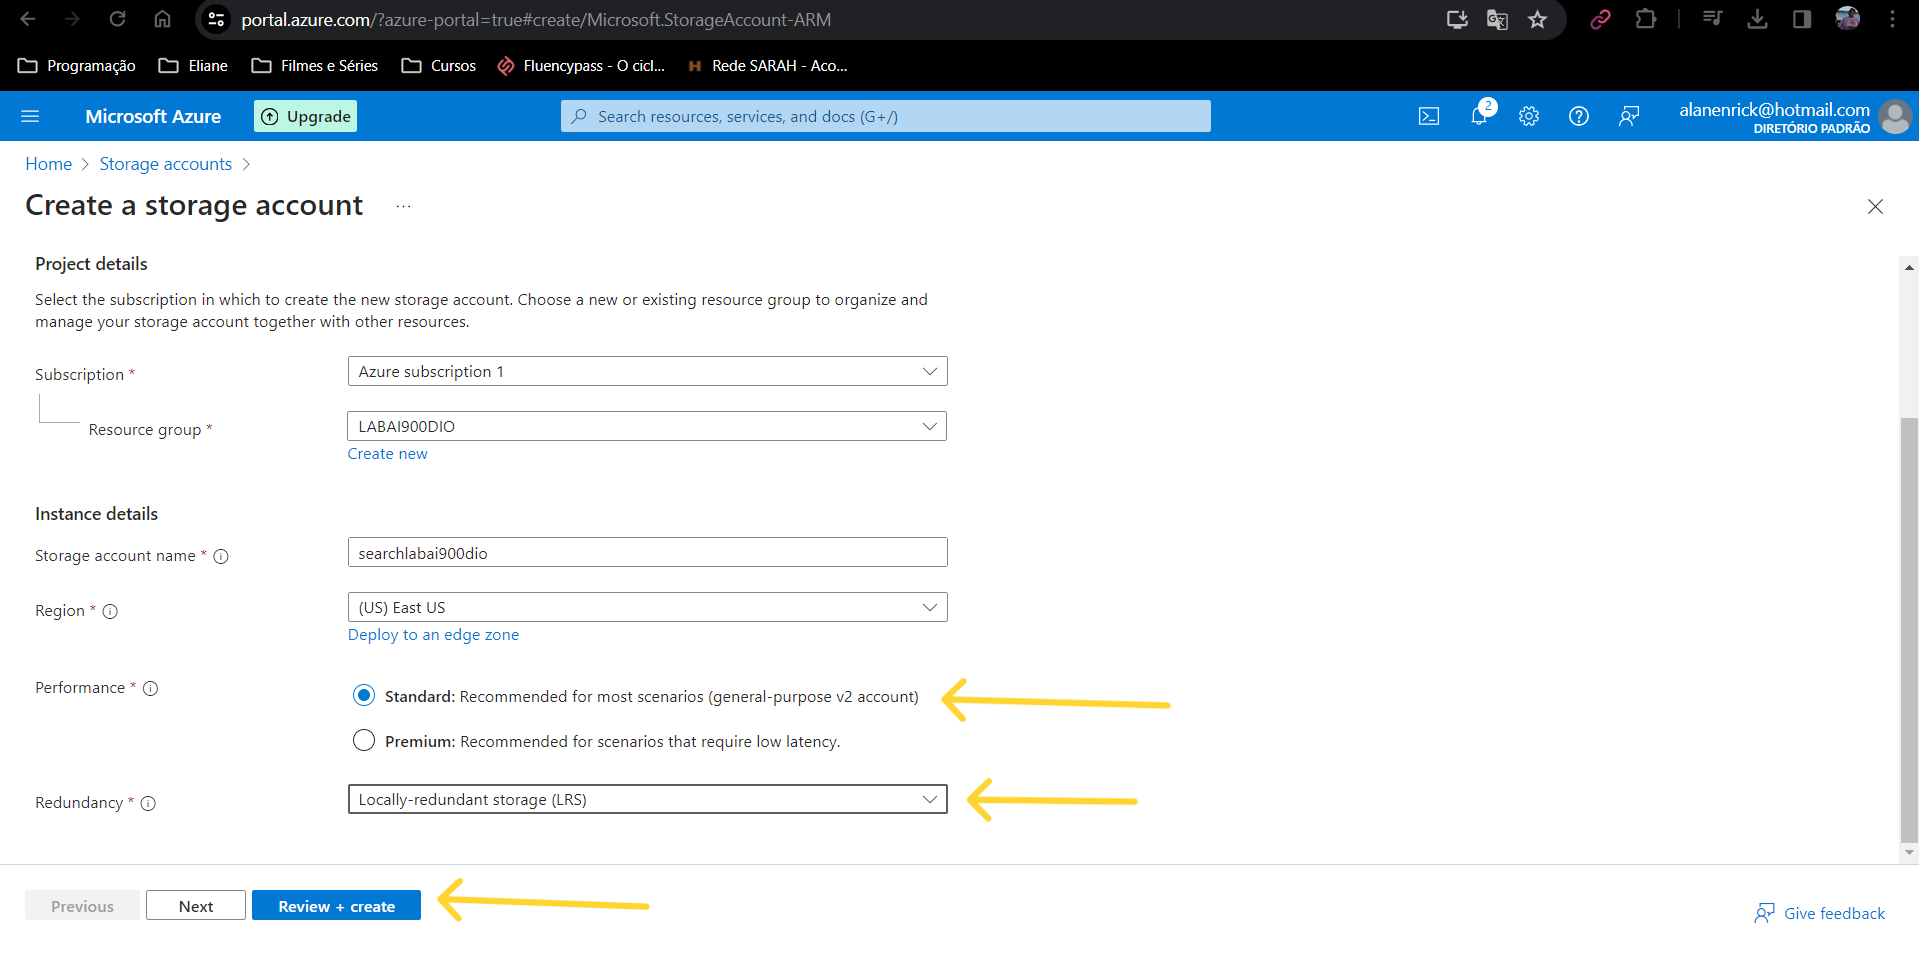 portal.azure.com/?azure-portal=true#create/Microsoft.StorageAccount-ARM
Programação Eliane Filmes e Séries Cursos Fluencypass - O cicl... Rede SARAH - Aco...
Microsoft Azure Upgrade Search resources, services, and docs (G+/) 2 alanenrick@hotmail.com
DIRETÓRIO PADRÃO
Home > Storage accounts >
Create a storage account ...
Project details
Select the subscription in which to create the new storage account. Choose a new or existing resource group to organize and
manage your storage account together with other resources.
Subscription * Azure subscription 1
Resource group * LABAI900DIO
Create new
Instance details
Storage account name * searchlabai900dio
Region * (US) East US
Deploy to an edge zone
Performance * Standard: Recommended for most scenarios (general-purpose v2 account)
Premium: Recommended for scenarios that require low latency.
Redundancy * Locally-redundant storage (LRS)
Previous Next Review + create
Give feedback